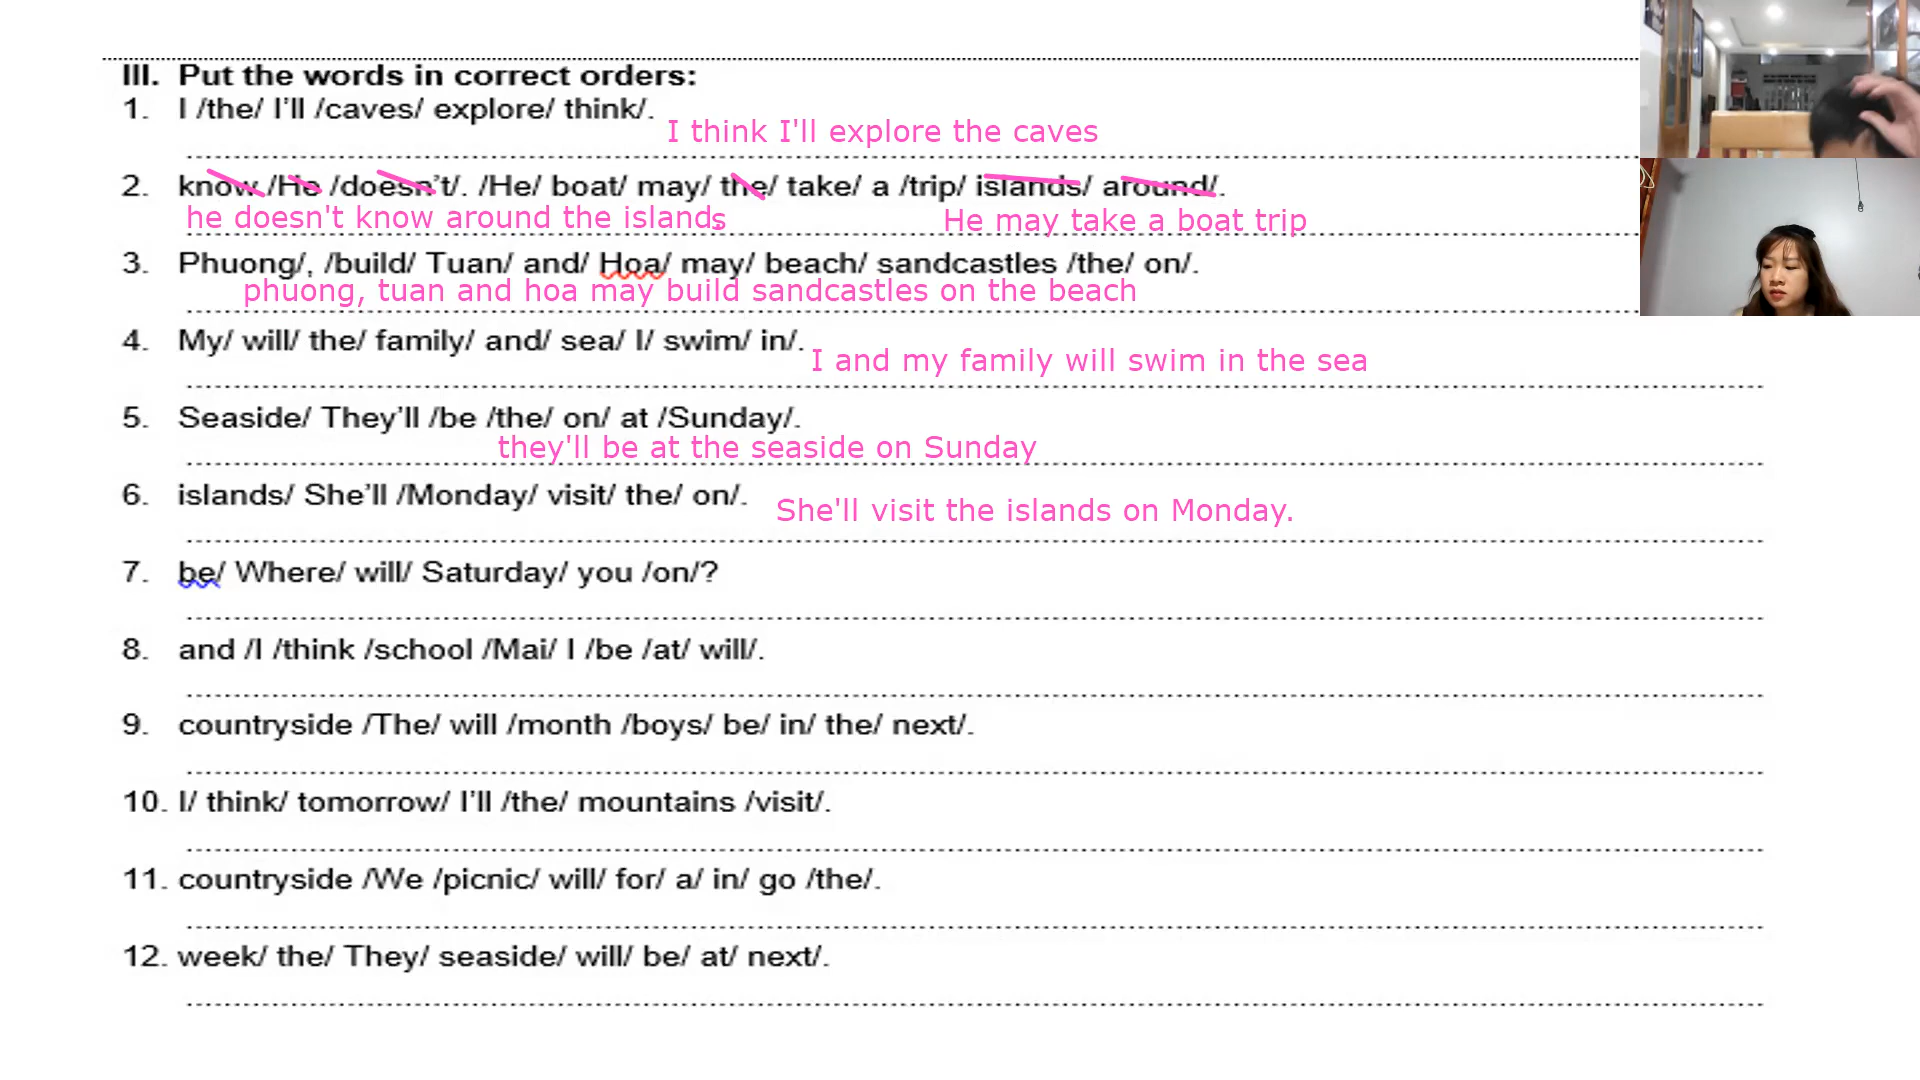 III. Put the words in correct orders:
1. I /the/ I'll /caves/ explore/ think/.
I think I'll explore the caves
2. know /He /doesn't/. /He/ boat/ may/ the/ take/ a /trip/ islands/ around/.
he doesn't know around the islands He may take a boat trip
3. Phuong/, /build/ Tuan/ and/ Hoa/ may/ beach/ sandcastles /the/ on/.
phuong, tuan and hoa may build sandcastles on the beach
4. My/ will/ the/ family/ and/ sea/ I/ swim/ in/.
I and my family will swim in the sea
5. Seaside/ They'll /be /the/ on/ at /Sunday/.
they'll be at the seaside on Sunday
6. islands/ She'll /Monday/ visit/ the/ on/.
She'll visit the islands on Monday.
7. be/ Where/ will/ Saturday/ you /on/?
8. and /I /think /school /Mai/ I /be /at/ will/.
9. countryside /The/ will /month /boys/ be/ in/ the/ next/.
10. I/ think/ tomorrow/ I'll /the/ mountains /visit/.
11. countryside /We /picnic/ will/ for/ a/ in/ go /the/.
12. week/ the/ They/ seaside/ will/ be/ at/ next/.